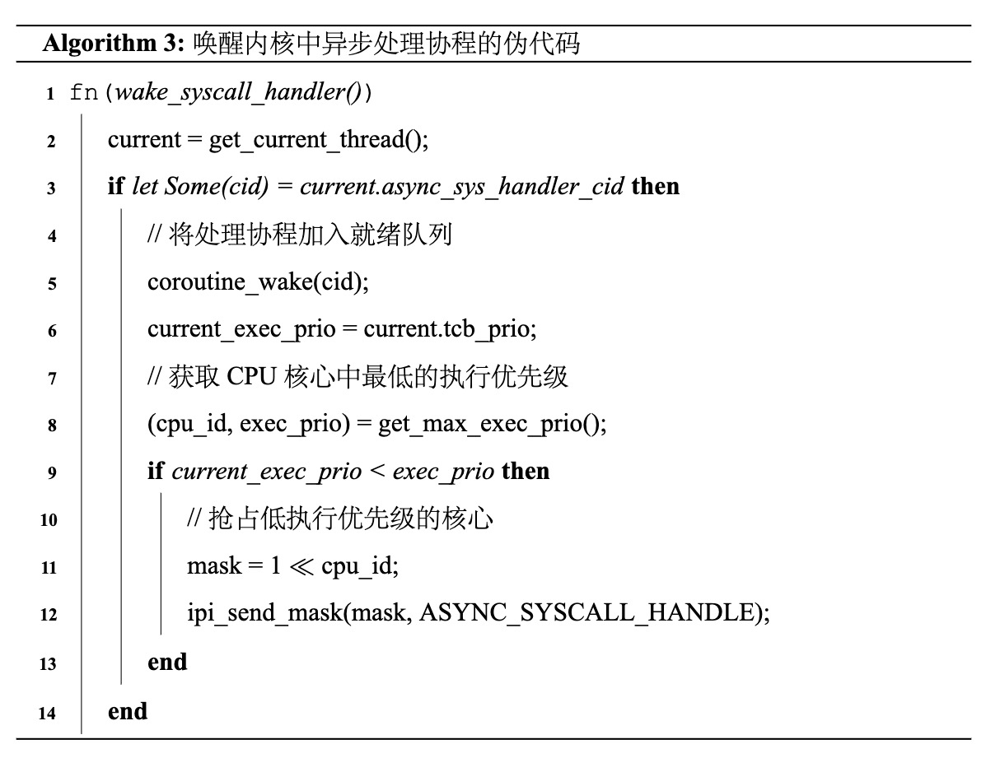 Algorithm 3: 唤醒内核中异步处理协程的伪代码
1 fn(wake_syscall_handler())
2 current = get_current_thread();
3 if let Some(cid) = current.async_sys_handler_cid then
4 // 将处理协程加入就绪队列
5 coroutine_wake(cid);
6 current_exec_prio = current.tcb_prio;
7 // 获取 CPU 核心中最低的执行优先级
8 (cpu_id, exec_prio) = get_max_exec_prio();
9 if current_exec_prio < exec_prio then
10 // 抢占低执行优先级的核心
11 mask = 1 ≪ cpu_id;
12 ipi_send_mask(mask, ASYNC_SYSCALL_HANDLE);
13 end
14 end